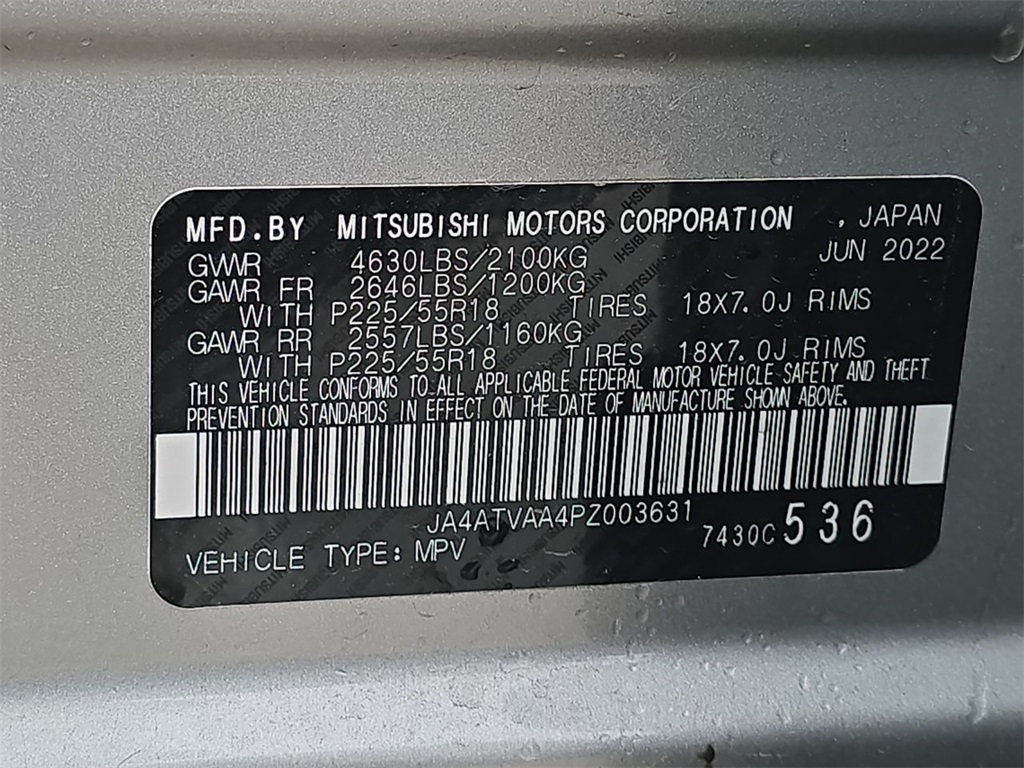 MFD.BY MITSUBISHI MOTORS CORPORATION , JAPAN
JUN 2022
GVWR 4630LBS/2100KG
GAWR FR 2646LBS/1200KG
WITH P225/55R18 TIRES 18X7.0J RIMS
GAWR RR 2557LBS/1160KG
WITH P225/55R18 TIRES 18X7.0J RIMS
THIS VEHICLE CONFORMS TO ALL APPLICABLE FEDERAL MOTOR VEHICLE SAFETY AND THEFT
PREVENTION STANDARDS IN EFFECT ON THE DATE OF MANUFACTURE SHOWN ABOVE.
JA4ATVAA4PZ003631
7430C 536
VEHICLE TYPE: MPV